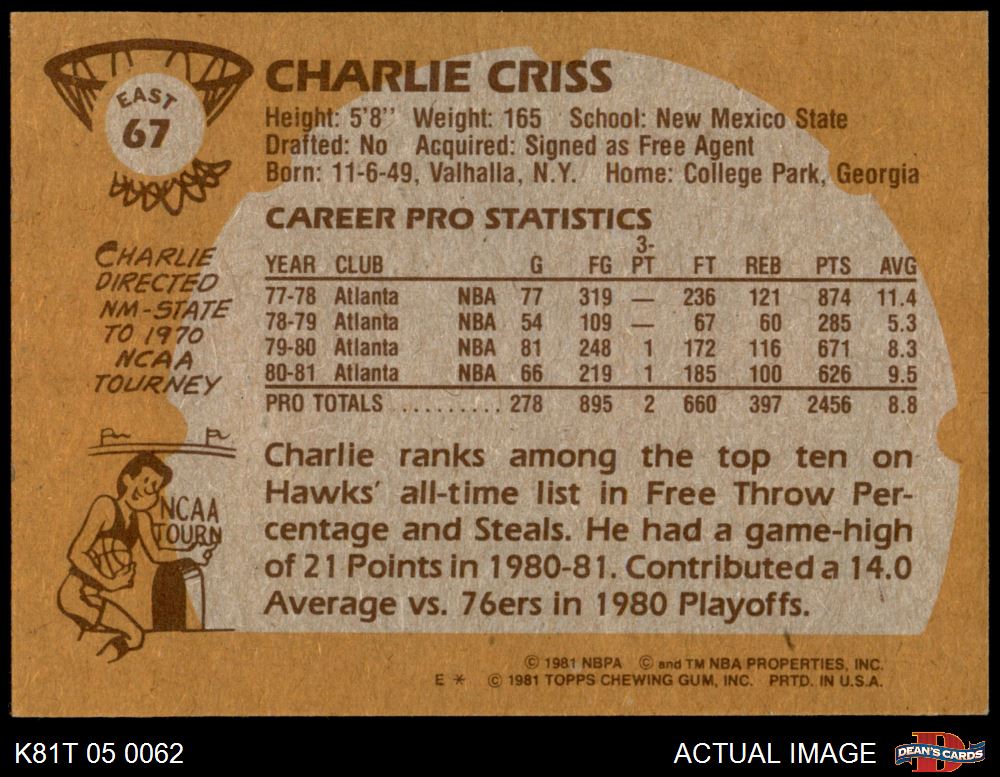 EAST
67
CHARLIE CRISS
Height: 5'8" Weight: 165 School: New Mexico State
Drafted: No Acquired: Signed as Free Agent
Born: 11-6-49, Valhalla, N.Y. Home: College Park, Georgia
CAREER PRO STATISTICS
YEAR CLUB G FG 3-PT FT REB PTS AVG
77-78 Atlanta NBA 77 319 — 236 121 874 11.4
78-79 Atlanta NBA 54 109 — 67 60 285 5.3
79-80 Atlanta NBA 81 248 1 172 116 671 8.3
80-81 Atlanta NBA 66 219 1 185 100 626 9.5
PRO TOTALS .......... 278 895 2 660 397 2456 8.8
CHARLIE
DIRECTED
NM-STATE
TO 1970
NCAA
TOURNEY
NCAA
TOURN
Charlie ranks among the top ten on
Hawks' all-time list in Free Throw Per-
centage and Steals. He had a game-high
of 21 Points in 1980-81. Contributed a 14.0
Average vs. 76ers in 1980 Playoffs.
© 1981 NBPA © and TM NBA PROPERTIES, INC.
E * © 1981 TOPPS CHEWING GUM, INC. PRTD. IN U.S.A.
K81T 05 0062
ACTUAL IMAGE
D
DEAN'S CARDS